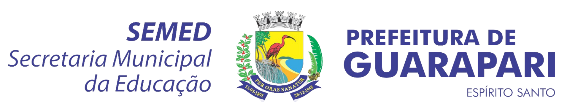 SEMED
Secretaria Municipal
da Educação
PREFEITURA DE
GUARAPARI
ESPÍRITO SANTO